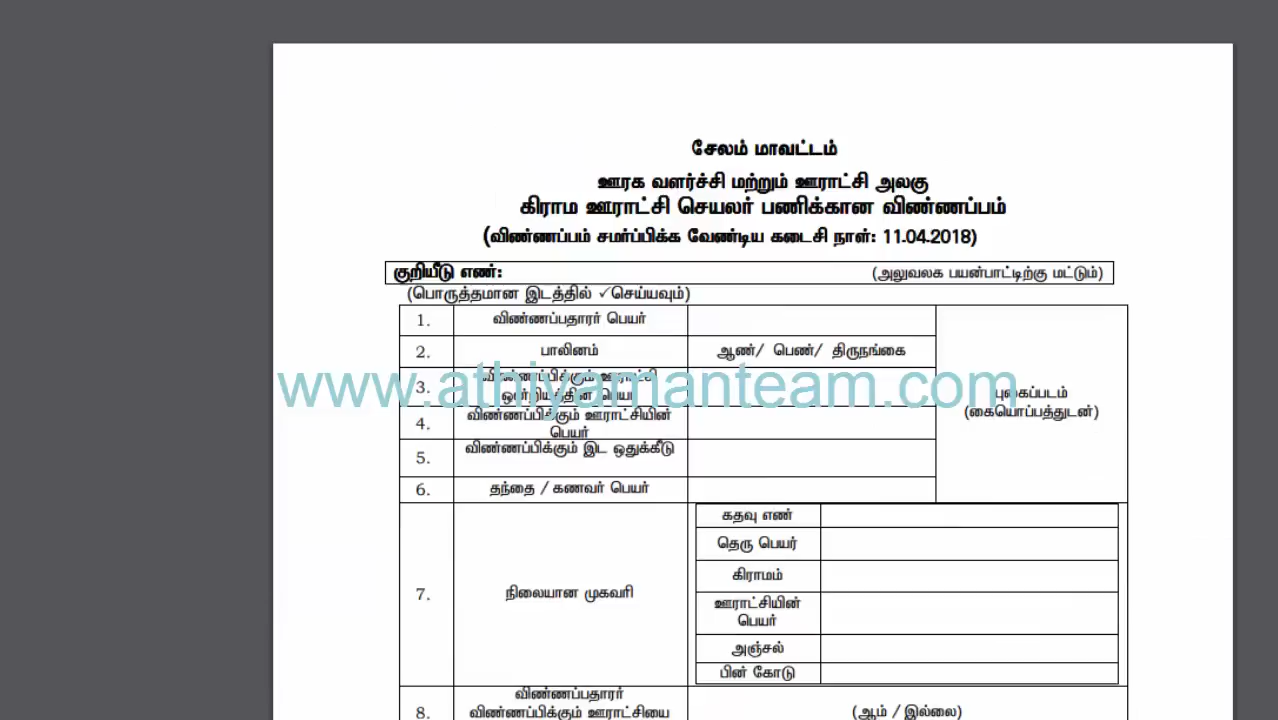 சேலம் மாவட்டம்
ஊரக வளர்ச்சி மற்றும் ஊராட்சி அலகு
கிராம ஊராட்சி செயலர் பணிக்கான விண்ணப்பம்
(விண்ணப்பம் சமர்ப்பிக்க வேண்டிய கடைசி நாள்: 11.04.2018)
குறியீடு எண்: (அலுவலக பயன்பாட்டிற்கு மட்டும்)
(பொருத்தமான இடத்தில் ✓செய்யவும்)
1. விண்ணப்பதாரர் பெயர்
2. பாலினம் ஆண்/ பெண்/ திருநங்கை
3. விண்ணப்பிக்கும் ஊராட்சி
ஒன்றியத்தின் பெயர்
www.athiyamanteam.com
புகைப்படம்
(கையொப்பத்துடன்)
4. விண்ணப்பிக்கும் ஊராட்சியின்
பெயர்
5. விண்ணப்பிக்கும் இட ஒதுக்கீடு
6. தந்தை / கணவர் பெயர்
7. நிலையான முகவரி
கதவு எண்
தெரு பெயர்
கிராமம்
ஊராட்சியின்
பெயர்
அஞ்சல்
பின் கோடு
8. விண்ணப்பதாரர்
விண்ணப்பிக்கும் ஊராட்சியை
(ஆம் / இல்லை)